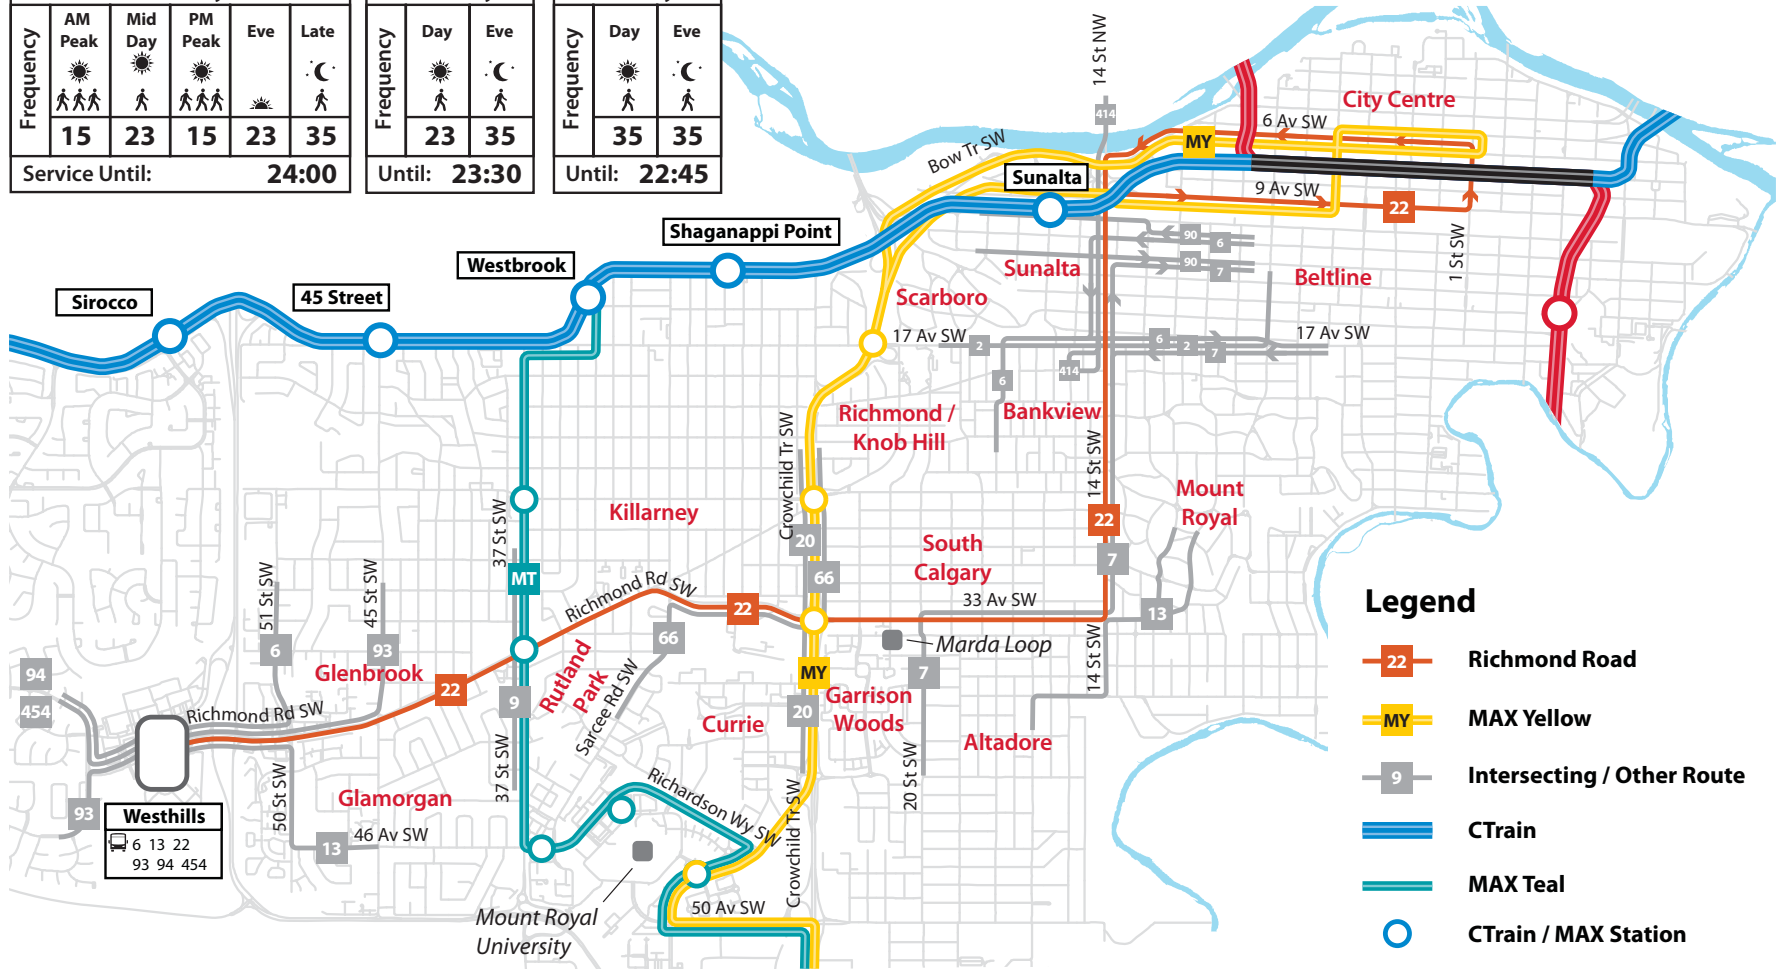 Frequency
AM Peak
Mid Day
PM Peak
Eve
Late
15
23
15
23
35
Service Until: 24:00
Frequency
Day
Eve
23
35
Until: 23:30
Frequency
Day
Eve
35
35
Until: 22:45
14 St NW
414
City Centre
6 Av SW
MY
Bow Tr SW
Sunalta
9 Av SW
22
Shaganappi Point
90
6
1 St SW
Westbrook
90
7
Sunalta
Beltline
Sirocco
45 Street
Scarboro
17 Av SW
2
6
2
7
17 Av SW
414
6
Richmond /
Knob Hill
Bankview
Crowchild Tr SW
14 St SW
Mount
Royal
37 St SW
Killarney
20
22
South
Calgary
7
MT
66
51 St SW
45 St SW
Richmond Rd SW
22
33 Av SW
13
6
93
66
Marda Loop
14 St SW
Glenbrook
94
454
22
9
Rutland
Park
Sarcee Rd SW
MY
7
Garrison
Woods
20
Currie
Richmond Rd SW
Altadore
50 St SW
37 St SW
20 St SW
Richardson Wy SW
Crowchild Tr SW
93
Glamorgan
46 Av SW
13
Westhills
6 13 22
93 94 454
50 Av SW
Mount Royal
University
Legend
22 Richmond Road
MY MAX Yellow
9 Intersecting / Other Route
CTrain
MAX Teal
CTrain / MAX Station